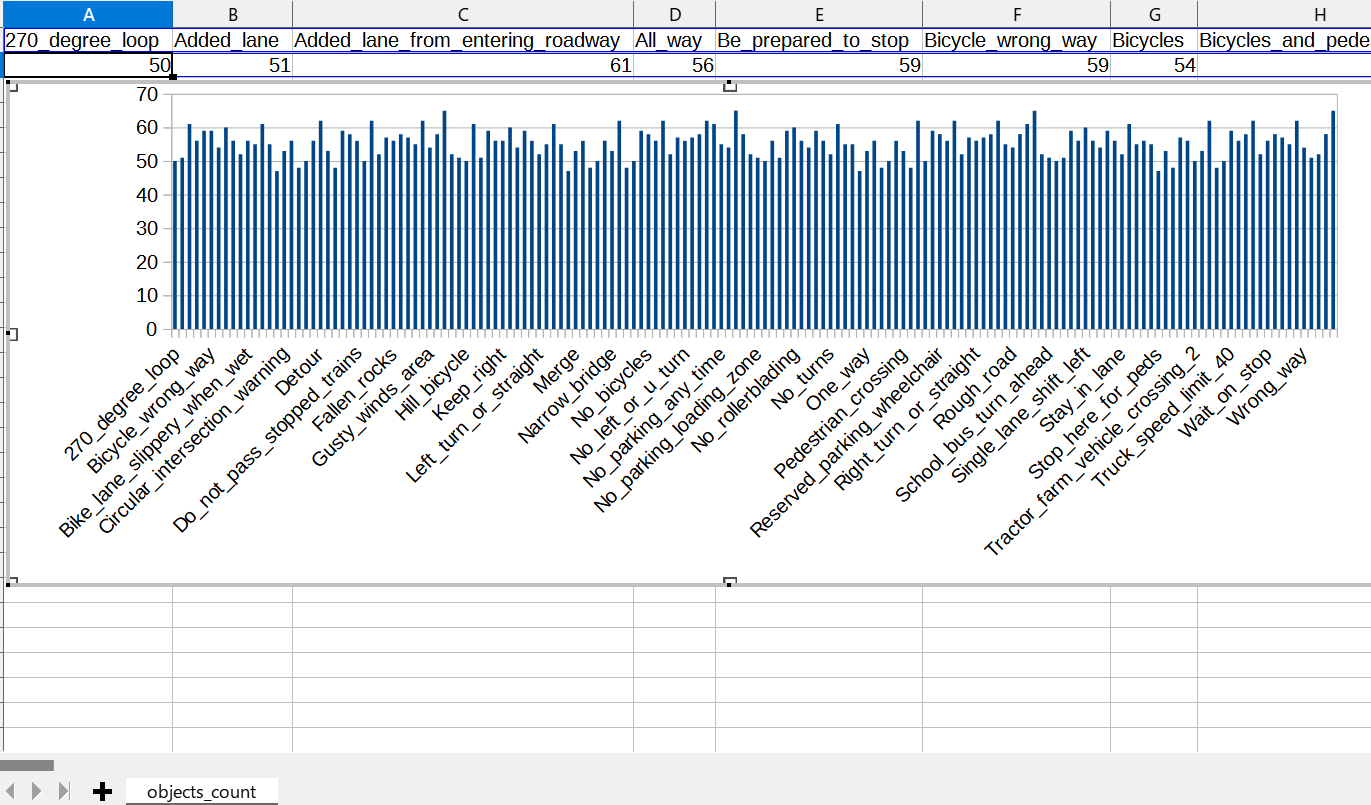 A B C D E F G H
270_degree_loop Added_lane Added_lane_from_entering_roadway All_way Be_prepared_to_stop Bicycle_wrong_way Bicycles Bicycles_and_pede
50 51 61 56 59 59 54
70
60
50
40
30
20
10
0
270_degree_loop
Bicycle_wrong_way
Bike_lane_slippery_when_wet
Circular_intersection_warning
Detour
Do_not_pass_stopped_trains
Fallen_rocks
Gusty_winds_area
Hill_bicycle
Keep_right
Left_turn_or_straight
Merge
Narrow_bridge
No_bicycles
No_left_or_u_turn
No_parking_any_time
No_parking_loading_zone
No_rollerblading
No_turns
One_way
Pedestrian_crossing
Reserved_parking_wheelchair
Right_turn_or_straight
Rough_road
School_bus_turn_ahead
Single_lane_shift_left
Stay_in_lane
Stop_here_for_peds
Tractor_farm_vehicle_crossing_2
Truck_speed_limit_40
Wait_on_stop
Wrong_way
objects_count